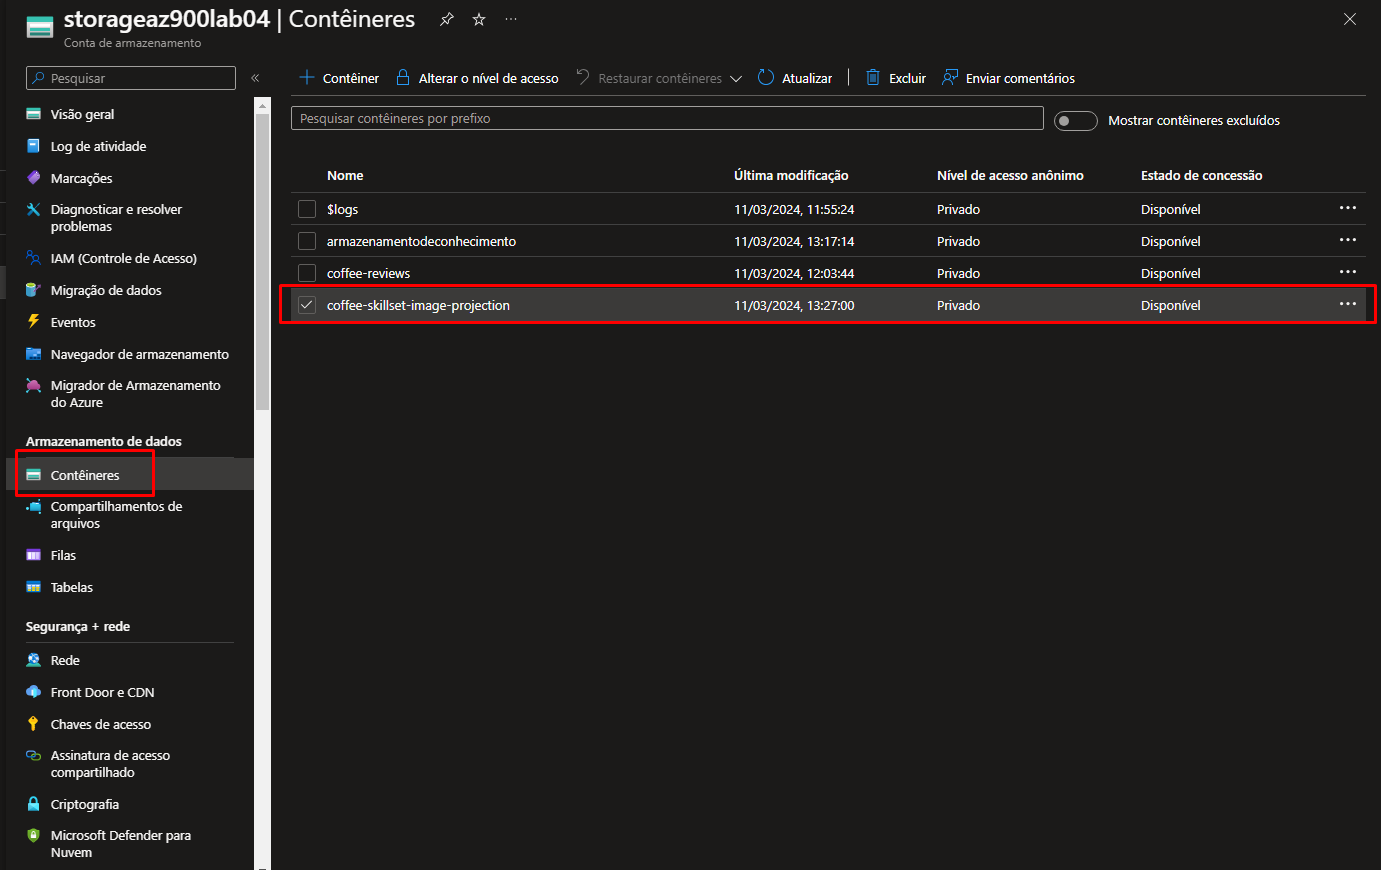 storageaz900lab04 | Contêineres
Conta de armazenamento
Pesquisar
Visão geral
Log de atividade
Marcações
Diagnosticar e resolver
problemas
IAM (Controle de Acesso)
Migração de dados
Eventos
Navegador de armazenamento
Migrador de Armazenamento
do Azure
Armazenamento de dados
Contêineres
Compartilhamentos de
arquivos
Filas
Tabelas
Segurança + rede
Rede
Front Door e CDN
Chaves de acesso
Assinatura de acesso
compartilhado
Criptografia
Microsoft Defender para
Nuvem
Contêiner Alterar o nível de acesso Restaurar contêineres Atualizar Excluir Enviar comentários
Pesquisar contêineres por prefixo Mostrar contêineres excluídos
Nome Última modificação Nível de acesso anônimo Estado de concessão
$logs 11/03/2024, 11:55:24 Privado Disponível
armazenamentodeconhecimento 11/03/2024, 13:17:14 Privado Disponível
coffee-reviews 11/03/2024, 12:03:44 Privado Disponível
coffee-skillset-image-projection 11/03/2024, 13:27:00 Privado Disponível